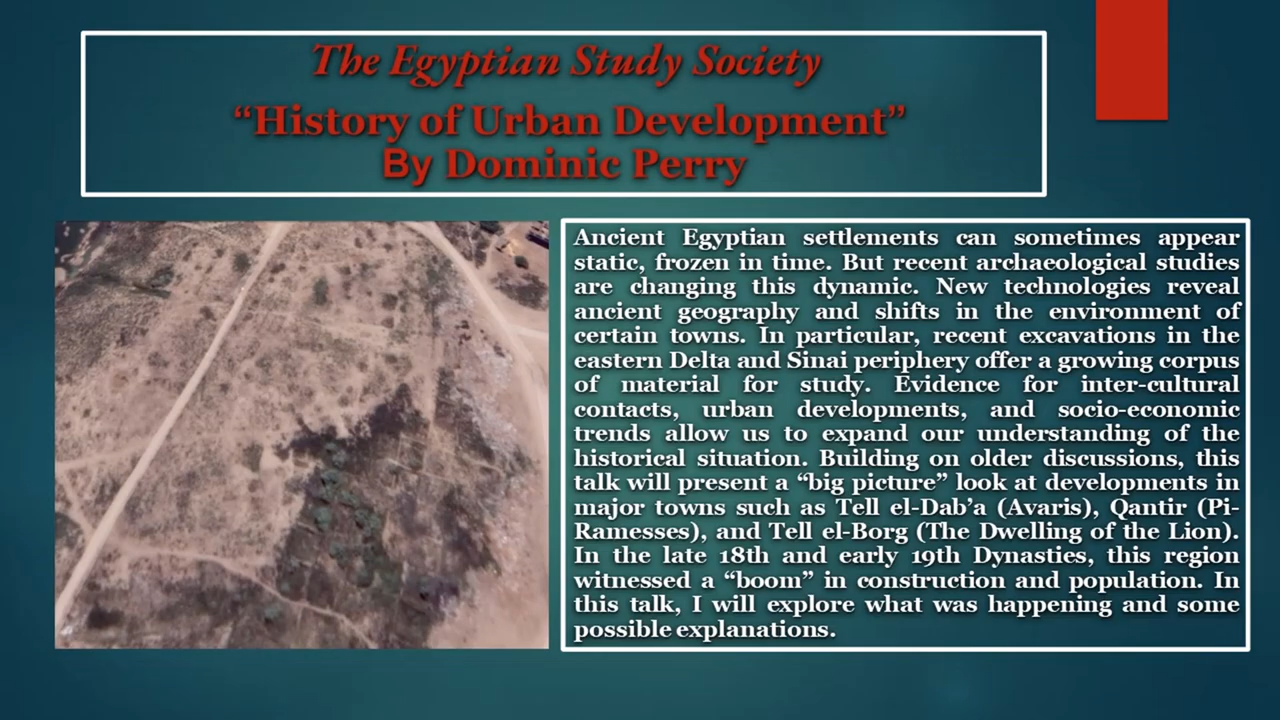 The Egyptian Study Society
“History of Urban Development”
By Dominic Perry
Ancient Egyptian settlements can sometimes appear
static, frozen in time. But recent archaeological studies
are changing this dynamic. New technologies reveal
ancient geography and shifts in the environment of
certain towns. In particular, recent excavations in the
eastern Delta and Sinai periphery offer a growing corpus
of material for study. Evidence for inter-cultural
contacts, urban developments, and socio-economic
trends allow us to expand our understanding of the
historical situation. Building on older discussions, this
talk will present a “big picture” look at developments in
major towns such as Tell el-Dab’a (Avaris), Qantir (Pi-
Ramesses), and Tell el-Borg (The Dwelling of the Lion).
In the late 18th and early 19th Dynasties, this region
witnessed a “boom” in construction and population. In
this talk, I will explore what was happening and some
possible explanations.